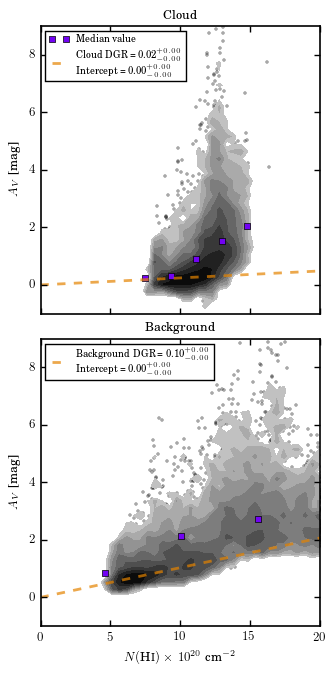 Cloud
Median value
Cloud DGR = 0.02 +0.00 −0.00
Intercept = 0.00 +0.00 −0.00
8
6
4
2
0
A_V [mag]
Background
Background DGR = 0.10 +0.00 −0.00
Intercept = 0.00 +0.00 −0.00
8
6
4
2
0
A_V [mag]
0 5 10 15 20
N(HI) × 10^20 cm^−2